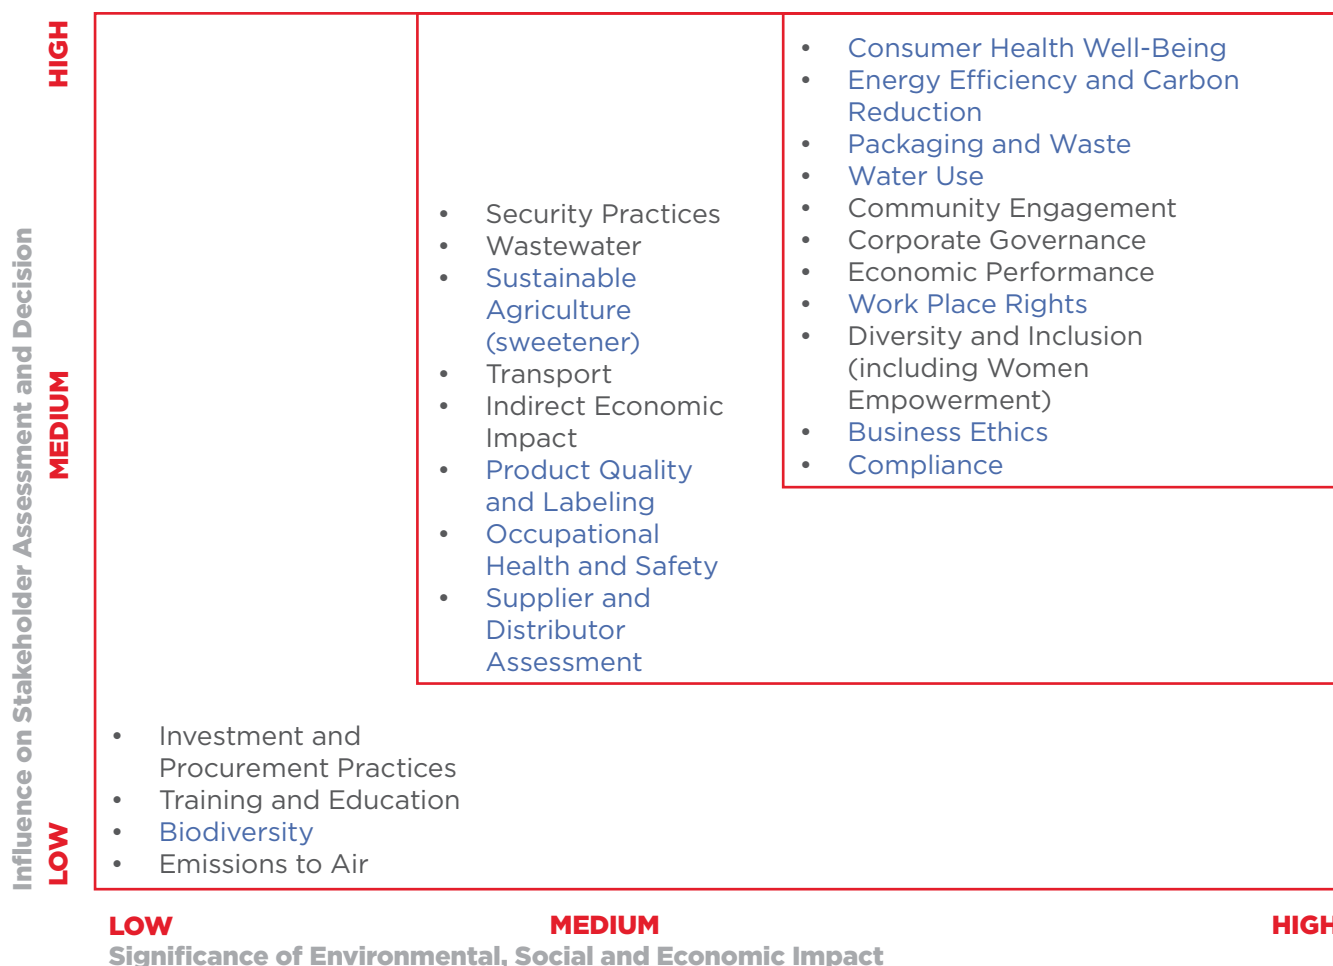 HIGH
• Consumer Health Well-Being
• Energy Efficiency and Carbon
Reduction
• Packaging and Waste
• Water Use
• Community Engagement
• Corporate Governance
• Economic Performance
• Work Place Rights
• Diversity and Inclusion
(including Women
Empowerment)
• Business Ethics
• Compliance
• Security Practices
• Wastewater
• Sustainable
Agriculture
(sweetener)
• Transport
• Indirect Economic
Impact
• Product Quality
and Labeling
• Occupational
Health and Safety
• Supplier and
Distributor
Assessment
MEDIUM
Influence on Stakeholder Assessment and Decision
• Investment and
Procurement Practices
• Training and Education
• Biodiversity
• Emissions to Air
LOW
LOW MEDIUM HIGH
Significance of Environmental, Social and Economic Impact